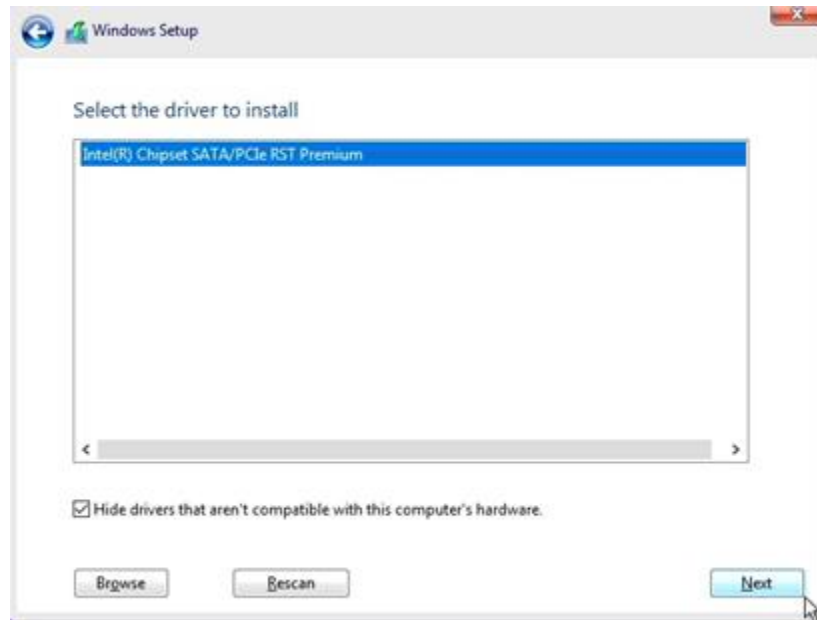 Windows Setup
Select the driver to install
Intel(R) Chipset SATA/PCIe RST Premium
Hide drivers that aren't compatible with this computer's hardware.
Browse
Rescan
Next